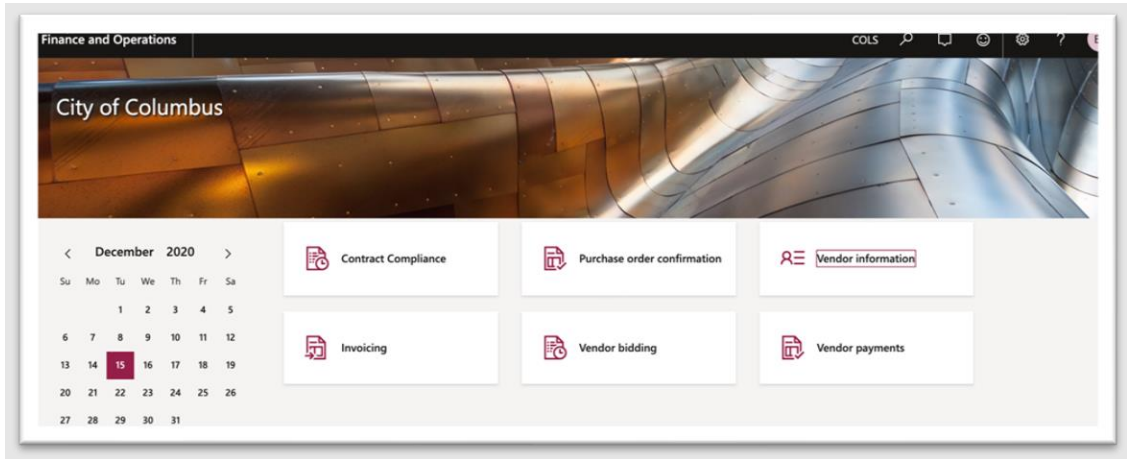 Finance and Operations
COLS
?
City of Columbus
December 2020
Su Mo Tu We Th Fr Sa
1 2 3 4 5
6 7 8 9 10 11 12
13 14 15 16 17 18 19
20 21 22 23 24 25 26
27 28 29 30 31
Contract Compliance
Purchase order confirmation
Vendor information
Invoicing
Vendor bidding
Vendor payments